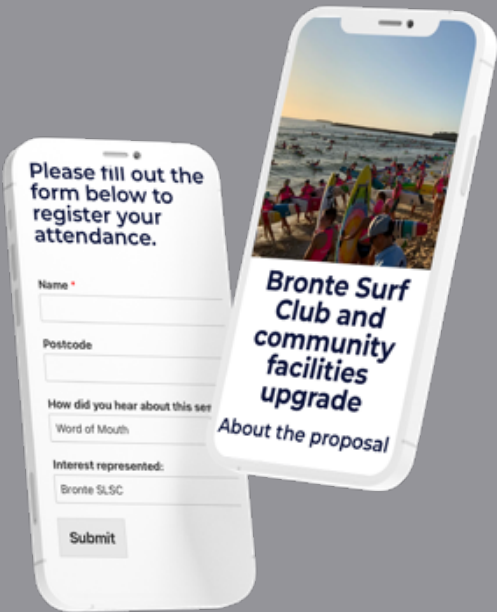 Please fill out the
form below to
register your
attendance.
Name *
Postcode
How did you hear about this
Word of Mouth
Interest represented:
Bronte SLSC
Submit
Bronte Surf
Club and
community
facilities
upgrade
About the proposal